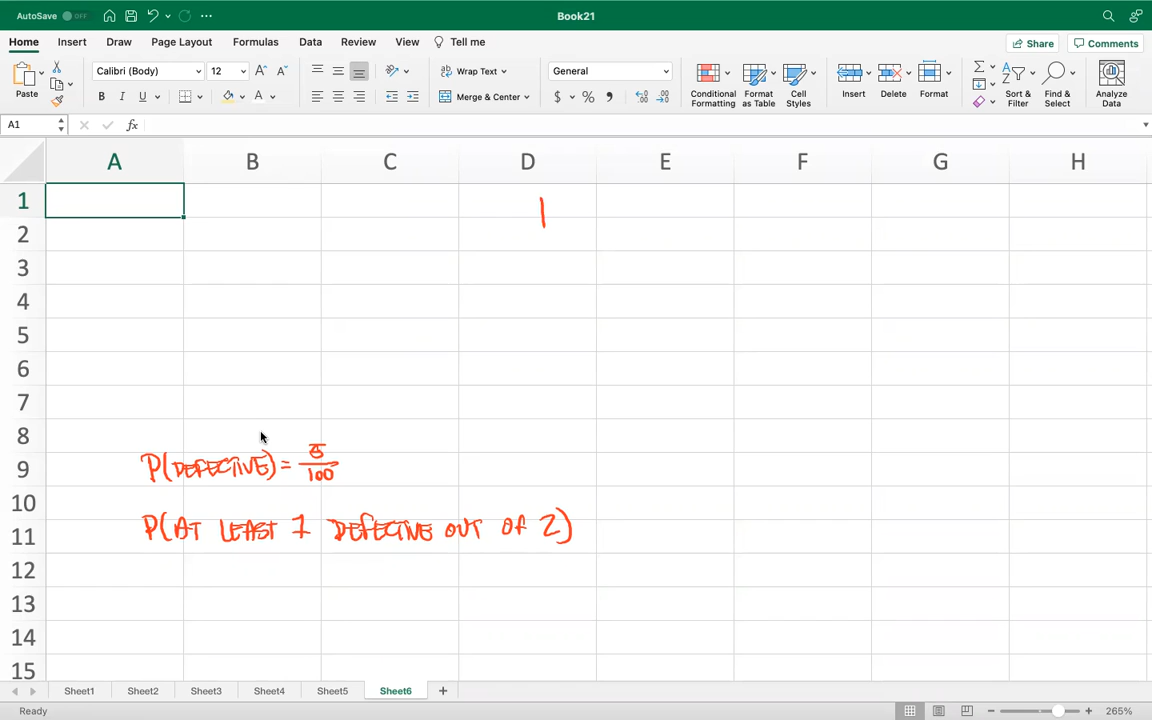 AutoSave OFF Book21
Home Insert Draw Page Layout Formulas Data Review View Tell me Share Comments
Paste Calibri (Body) 12 A^ A˅ B I U A Wrap Text Merge & Center General $ % 9 Conditional Formatting Format as Table Cell Styles Insert Delete Format Sort & Filter Find & Select Analyze Data
A1 fx
A B C D E F G H
1 |
2
3
4
5
6
7
8
9 P(DEFECTIVE) = /100
10
11 P(AT LEAST 1 DEFECTIVE OUT OF 2)
12
13
14
15
Sheet1 Sheet2 Sheet3 Sheet4 Sheet5 Sheet6 +
Ready 265%